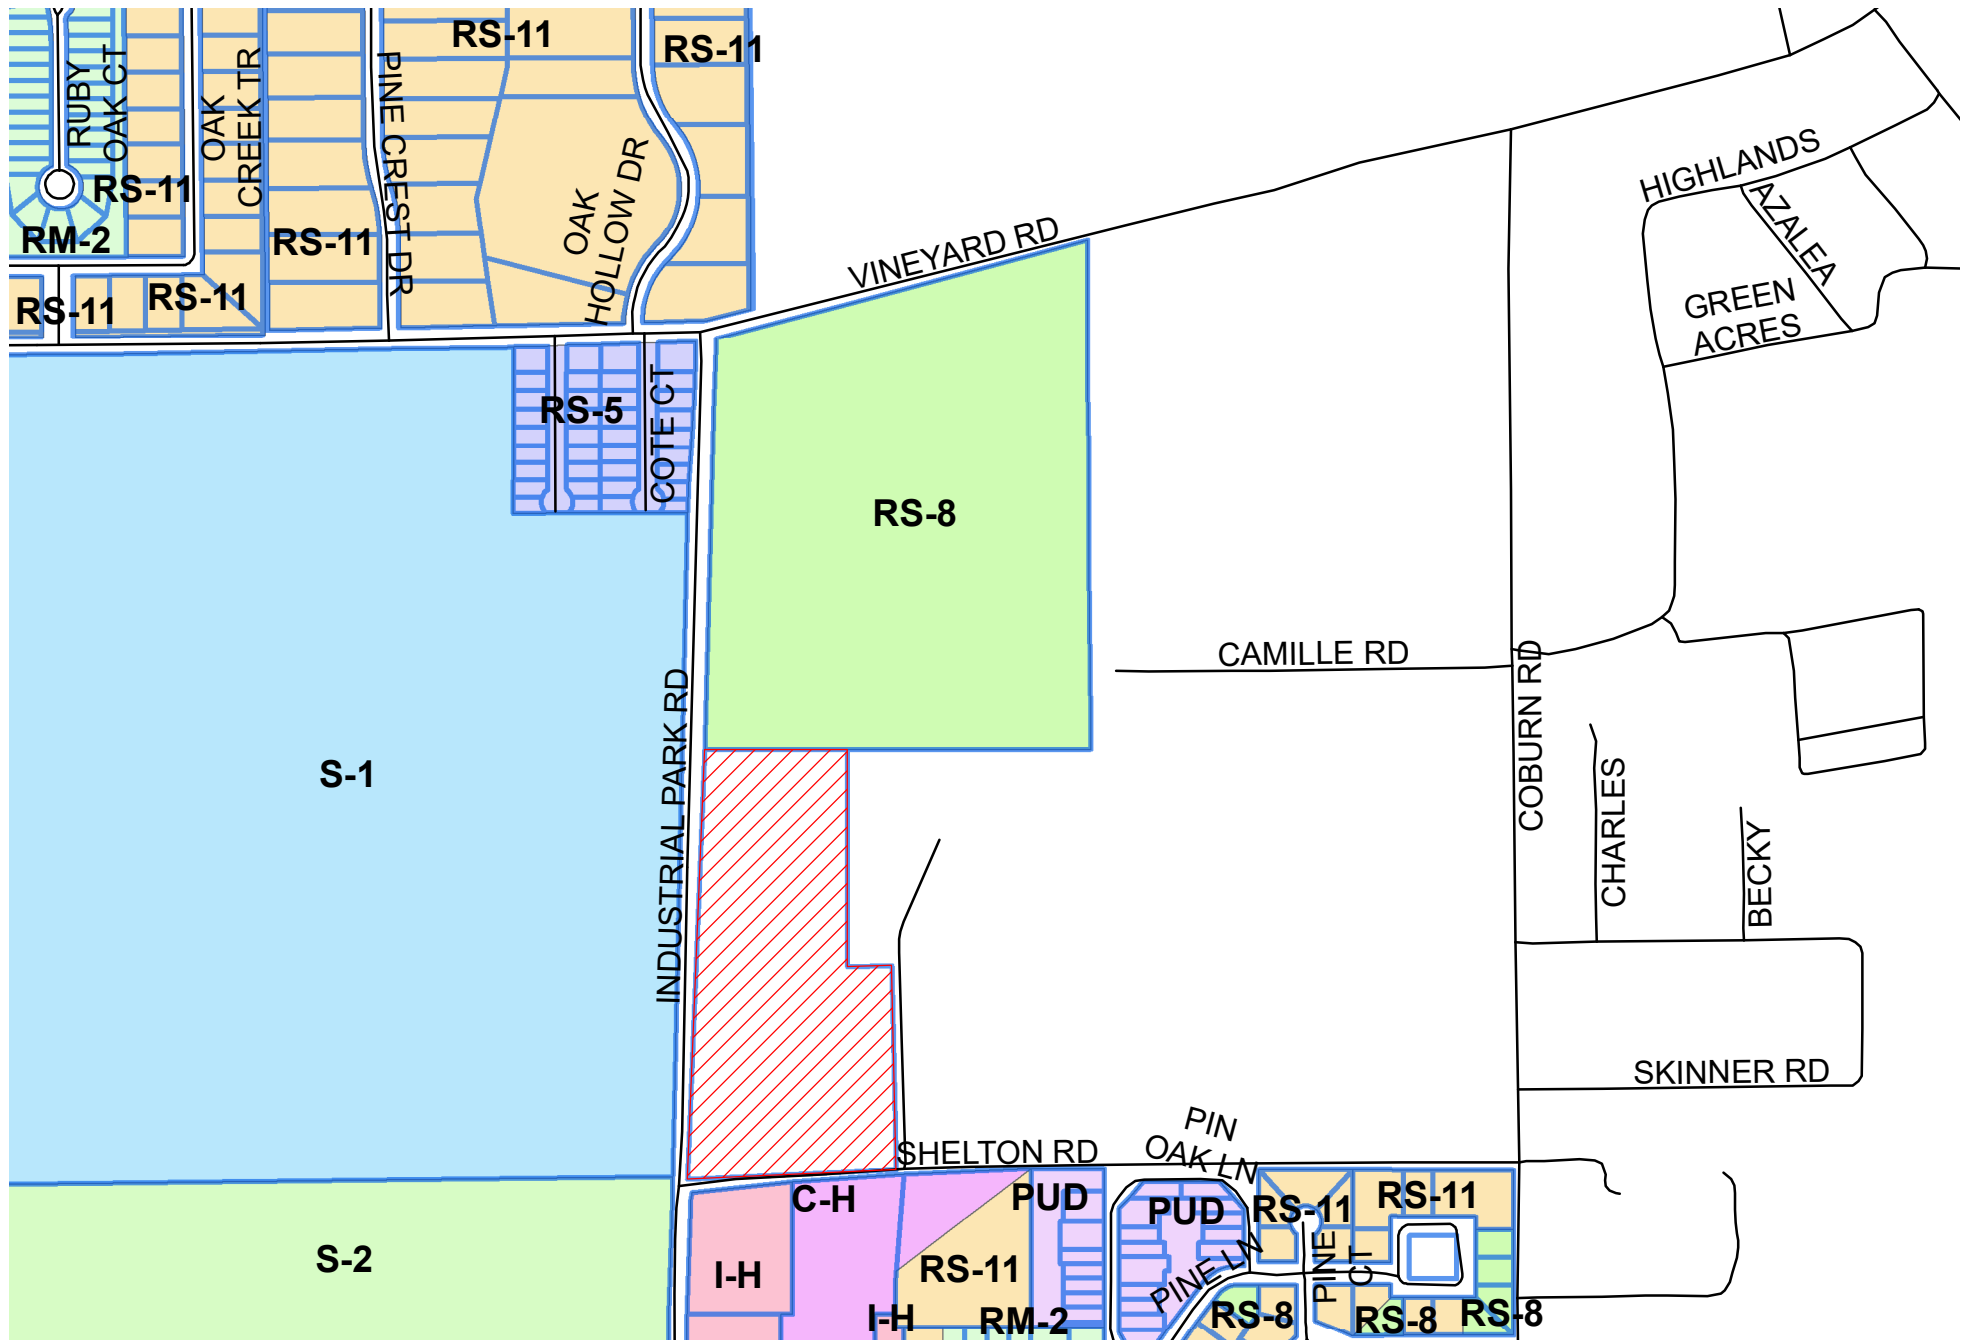 RS-11
RS-11
RUBY
OAK CT
OAK
CREEK TR
PINE CREST DR
OAK
HOLLOW DR
RS-11
RM-2
RS-11
RS-11
RS-11
VINEYARD RD
HIGHLANDS
AZALEA
GREEN
ACRES
RS-5
COTE CT
RS-8
CAMILLE RD
COBURN RD
INDUSTRIAL PARK RD
S-1
CHARLES
BECKY
SKINNER RD
SHELTON RD
PIN
OAK LN
C-H
PUD
PUD
RS-11
RS-11
S-2
I-H
RS-11
PINE LN
PINE
CT
I-H
RM-2
RS-8
RS-8
RS-8